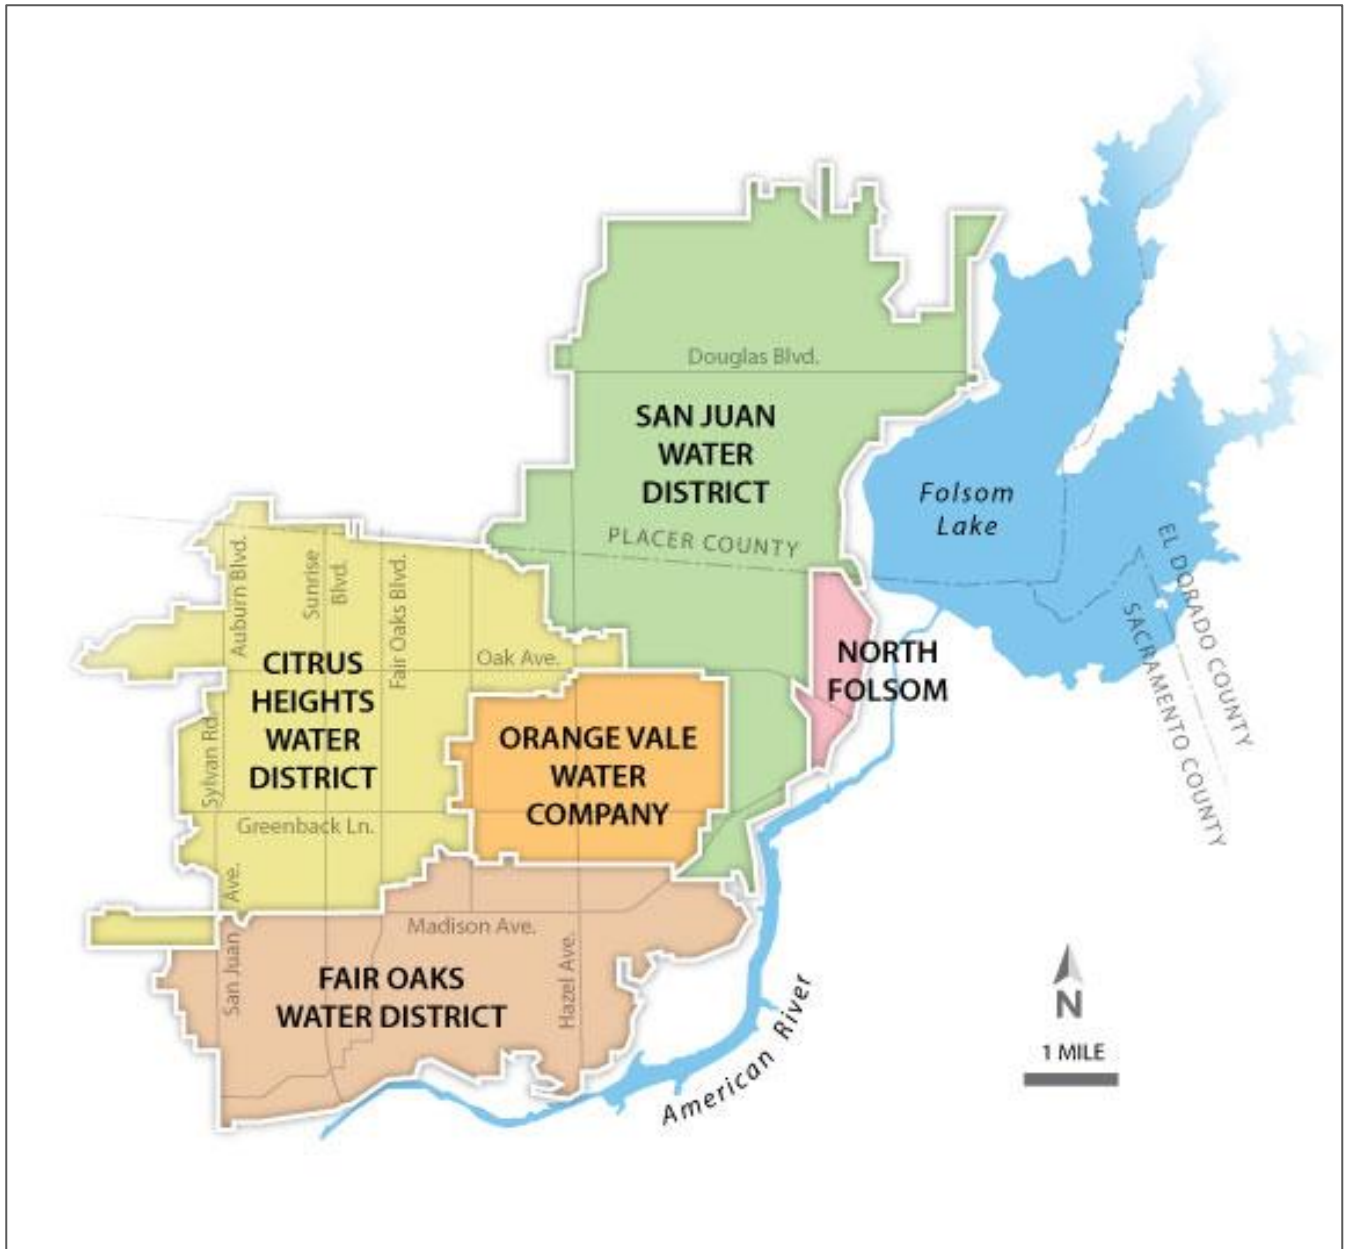 Douglas Blvd.
SAN JUAN
WATER
DISTRICT
Folsom
Lake
PLACER COUNTY
EL DORADO COUNTY
SACRAMENTO COUNTY
Auburn Blvd.
Sunrise
Blvd.
Fair Oaks Blvd.
Oak Ave.
CITRUS
HEIGHTS
WATER
DISTRICT
NORTH
FOLSOM
Sylvan Rd.
ORANGE VALE
WATER
COMPANY
Greenback Ln.
San Juan Ave.
Madison Ave.
Hazel Ave.
FAIR OAKS
WATER DISTRICT
American River
N
1 MILE